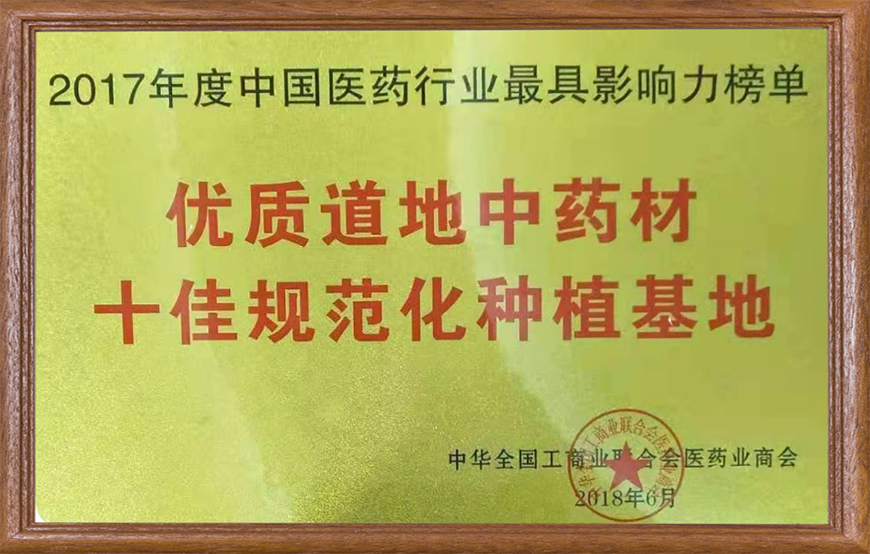 2017年度中国医药行业最具影响力榜单
优质道地中药材
十佳规范化种植基地
中华全国工商业联合会医药业商会
2018年6月